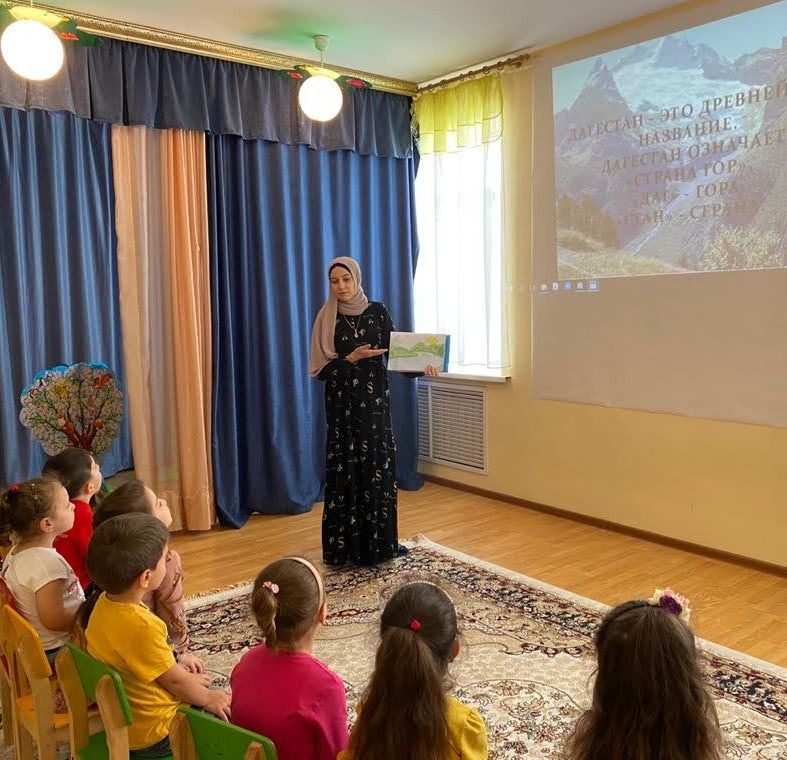 ДАГЕСТАН - ЭТО ДРЕВНЕЙ
НАЗВАНИЕ.
ДАГЕСТАН ОЗНАЧАЕТ
«СТРАНА ГОР»
«ДАГ» - ГОРА,
«СТАН» - СТРАНА